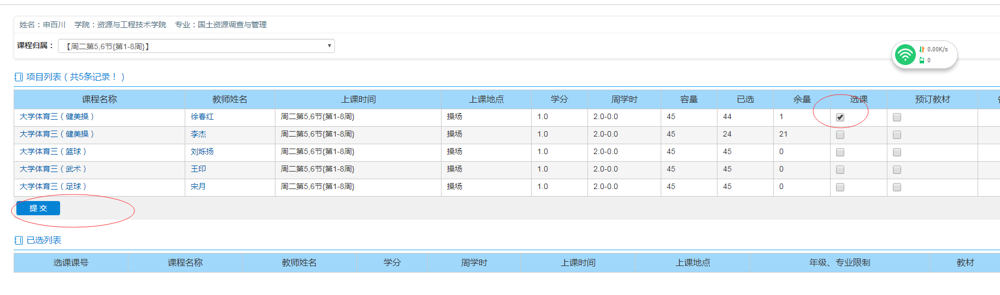 姓名：申百川 学院：资源与工程技术学院 专业：国土资源调查与管理
课程归属： 【周二第5,6节{第1-8周}】
0.00K/s
0
项目列表（共5条记录！）
课程名称 教师姓名 上课时间 上课地点 学分 周学时 容量 已选 余量 选课 预订教材
大学体育三（健美操） 徐春红 周二第5,6节{第1-8周} 操场 1.0 2.0-0.0 45 44 1
大学体育三（健美操） 李杰 周二第5,6节{第1-8周} 操场 1.0 2.0-0.0 45 24 21
大学体育三（篮球） 刘烁扬 周二第5,6节{第1-8周} 操场 1.0 2.0-0.0 45 45 0
大学体育三（武术） 王印 周二第5,6节{第1-8周} 操场 1.0 2.0-0.0 45 45 0
大学体育三（足球） 宋月 周二第5,6节{第1-8周} 操场 1.0 2.0-0.0 45 45 0
提 交
已选列表
选课课号 课程名称 教师姓名 学分 周学时 上课时间 上课地点 年级、专业限制 教材